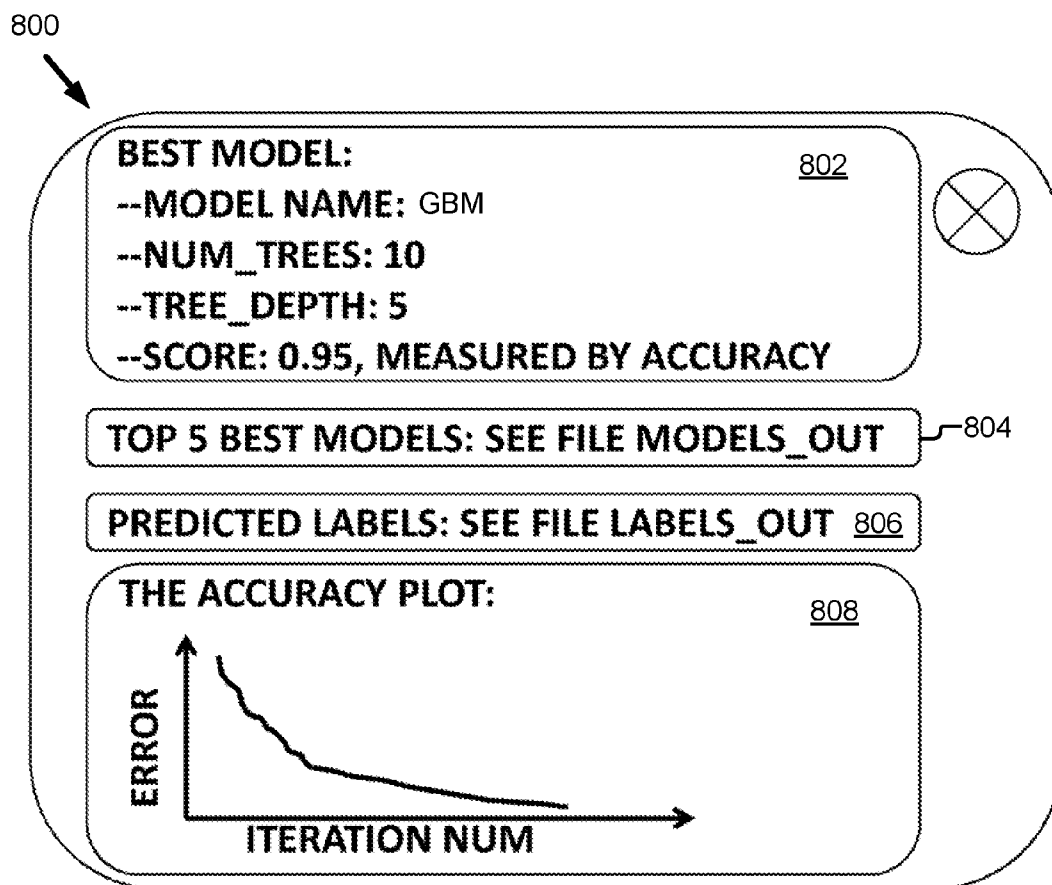 800
BEST MODEL:
802
--MODEL NAME: GBM
--NUM_TREES: 10
--TREE_DEPTH: 5
--SCORE: 0.95, MEASURED BY ACCURACY
TOP 5 BEST MODELS: SEE FILE MODELS_OUT
804
PREDICTED LABELS: SEE FILE LABELS_OUT 806
THE ACCURACY PLOT:
808
ERROR
ITERATION NUM